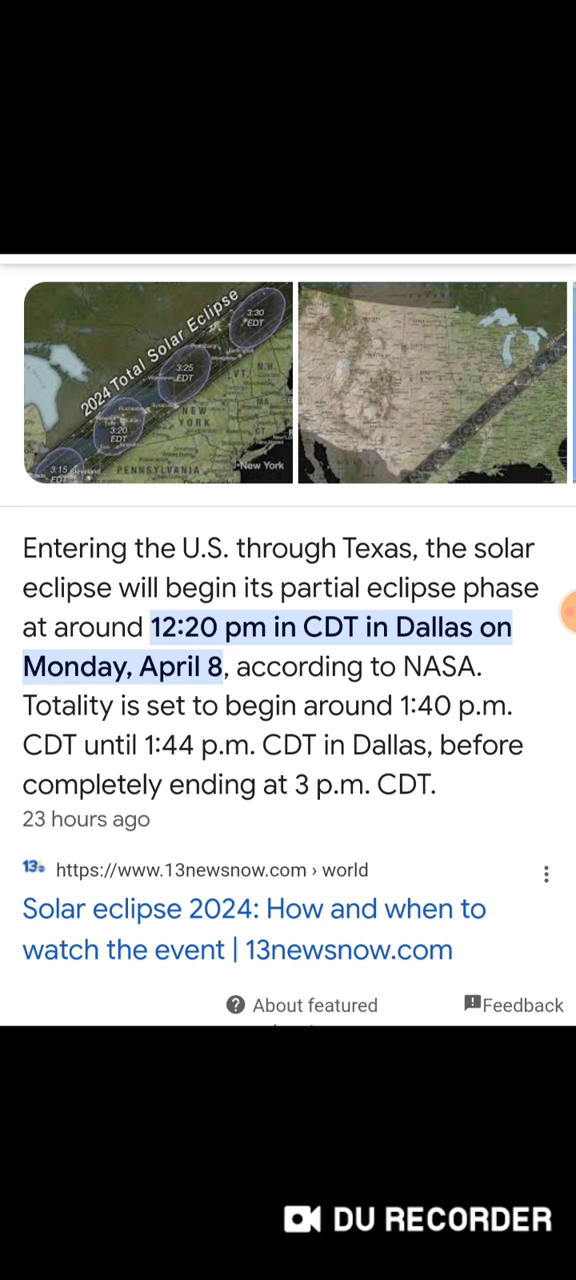 2024 Total Solar Eclipse
3:30
EDT
3:25
EDT
3:20
EDT
3:15
EDT
VT.
N.H.
MA
CT
NEW
YORK
PENNSYLVANIA
New York
Entering the U.S. through Texas, the solar
eclipse will begin its partial eclipse phase
at around 12:20 pm in CDT in Dallas on
Monday, April 8, according to NASA.
Totality is set to begin around 1:40 p.m.
CDT until 1:44 p.m. CDT in Dallas, before
completely ending at 3 p.m. CDT.
23 hours ago
13 https://www.13newsnow.com › world
Solar eclipse 2024: How and when to
watch the event | 13newsnow.com
About featured
Feedback
DU RECORDER